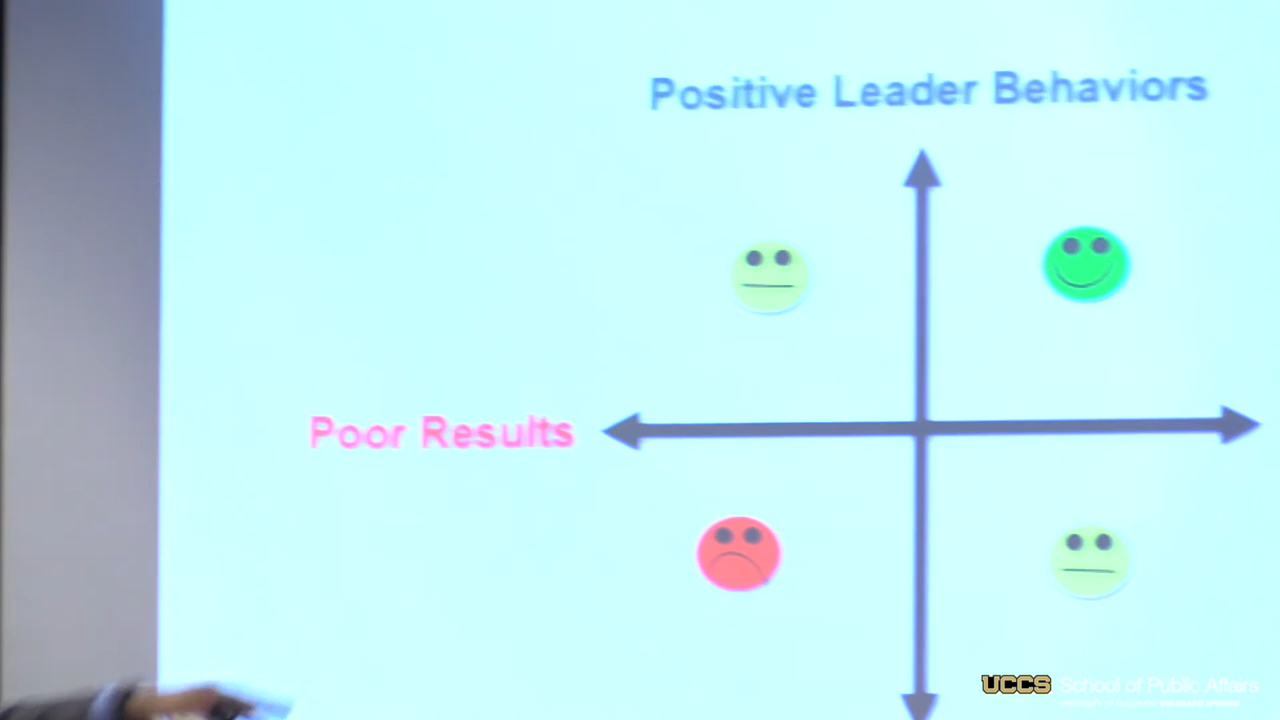 Positive Leader Behaviors
Poor Results
UCCS School of Public Affairs